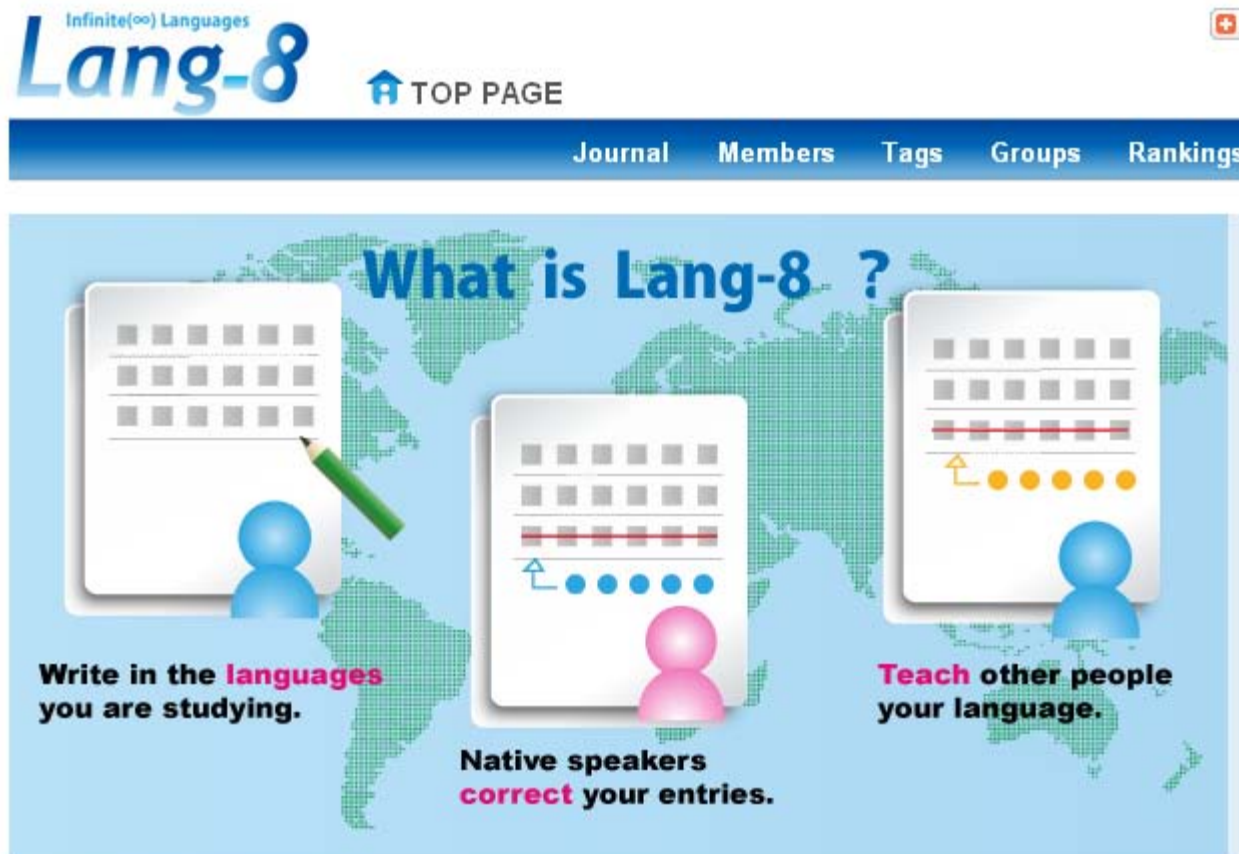 Infinite(∞) Languages
Lang-8
TOP PAGE
Journal Members Tags Groups Rankings
What is Lang-8 ?
Write in the languages
you are studying.
Native speakers
correct your entries.
Teach other people
your language.